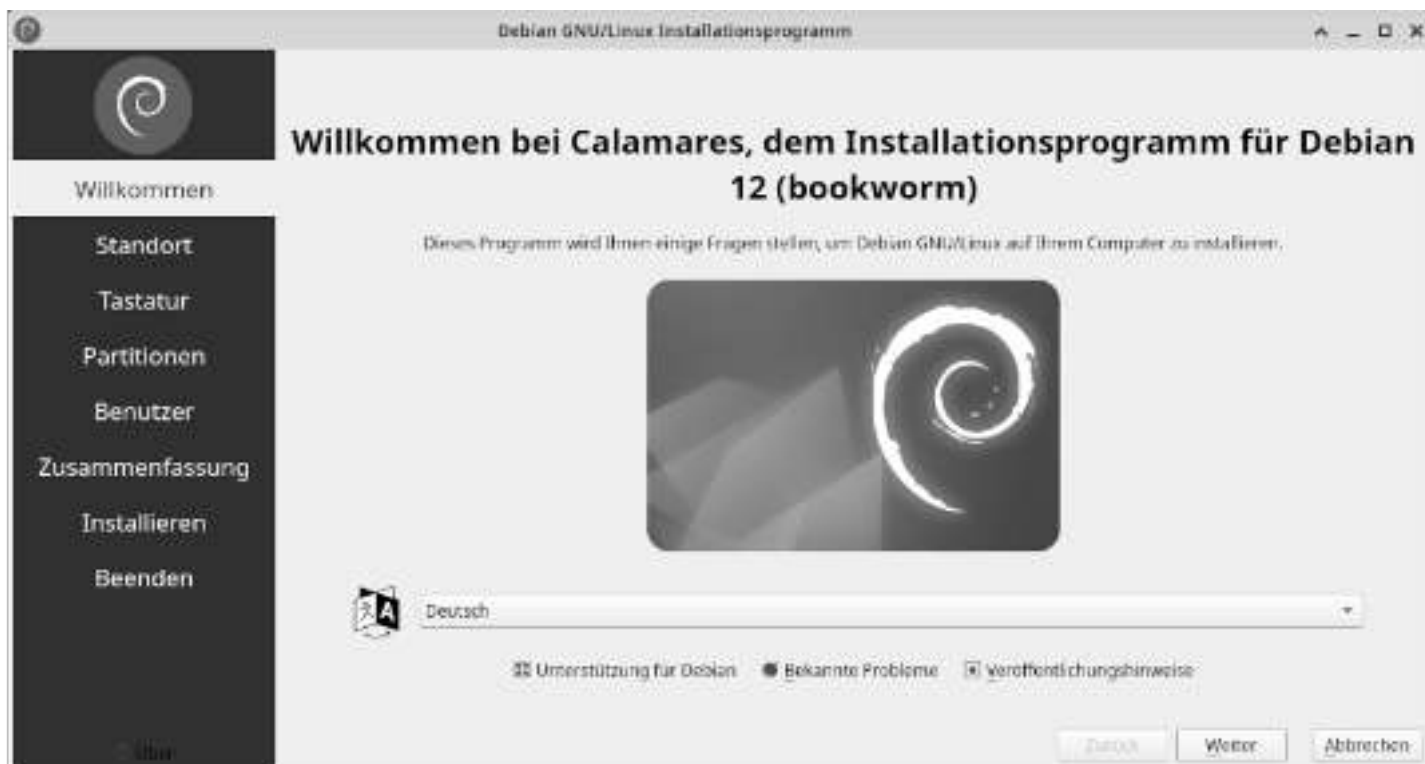 Debian GNU/Linux Installationsprogramm
Willkommen
Standort
Tastatur
Partitionen
Benutzer
Zusammenfassung
Installieren
Beenden
Über
Willkommen bei Calamares, dem Installationsprogramm für Debian
12 (bookworm)
Dieses Programm wird Ihnen einige Fragen stellen, um Debian GNU/Linux auf Ihrem Computer zu installieren.
Deutsch
Unterstützung für Debian Bekannte Probleme Veröffentlichungshinweise
Zurück Weiter Abbrechen